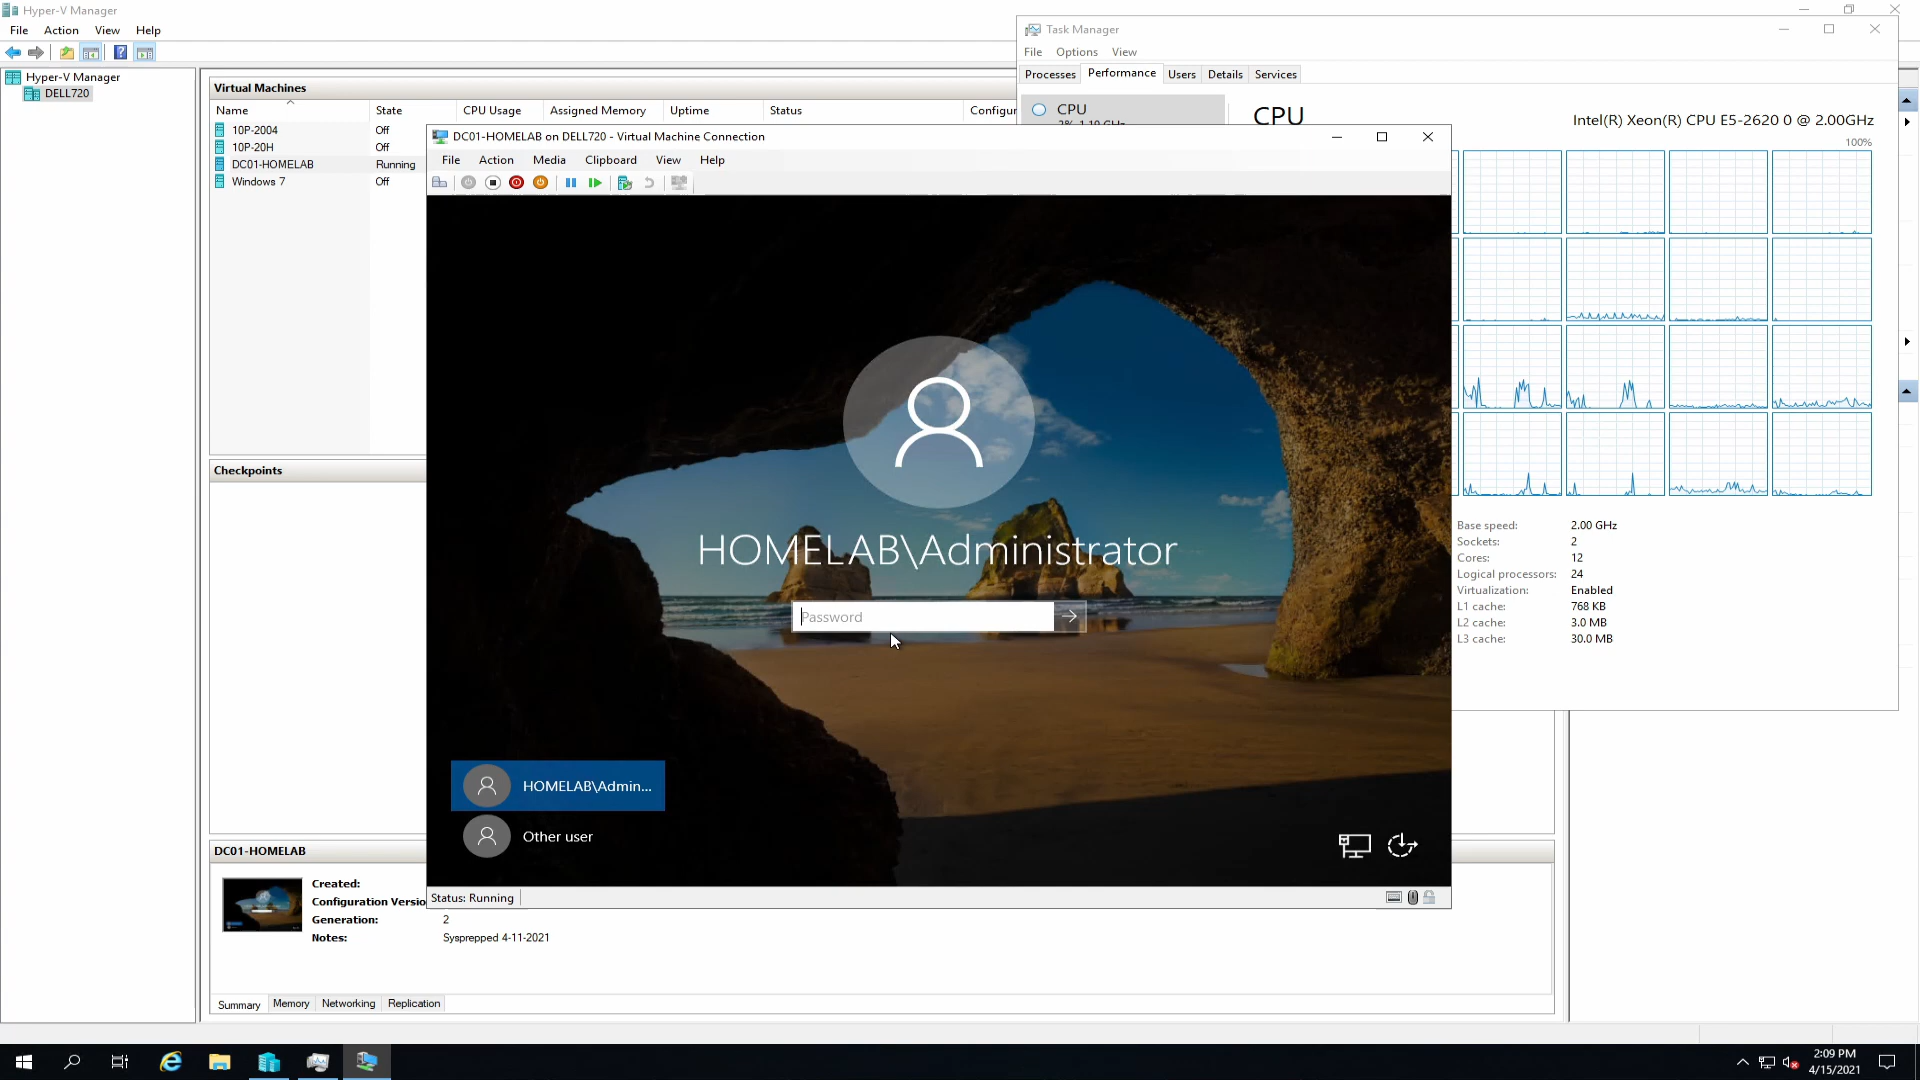 Hyper-V Manager
File Action View Help
Hyper-V Manager
DELL720
Virtual Machines
Name State CPU Usage Assigned Memory Uptime Status Configur
10P-2004 Off
10P-20H Off
DC01-HOMELAB Running
Windows 7 Off
Checkpoints
DC01-HOMELAB
Created:
Configuration Versio
Generation: 2
Notes: Sysprepped 4-11-2021
Summary Memory Networking Replication
Task Manager
File Options View
Processes Performance Users Details Services
CPU
CPU
Intel(R) Xeon(R) CPU E5-2620 0 @ 2.00GHz
100%
Base speed: 2.00 GHz
Sockets: 2
Cores: 12
Logical processors: 24
Virtualization: Enabled
L1 cache: 768 KB
L2 cache: 3.0 MB
L3 cache: 30.0 MB
DC01-HOMELAB on DELL720 - Virtual Machine Connection
File Action Media Clipboard View Help
HOMELAB\Administrator
Password
HOMELAB\Admin...
Other user
Status: Running
2:09 PM
4/15/2021